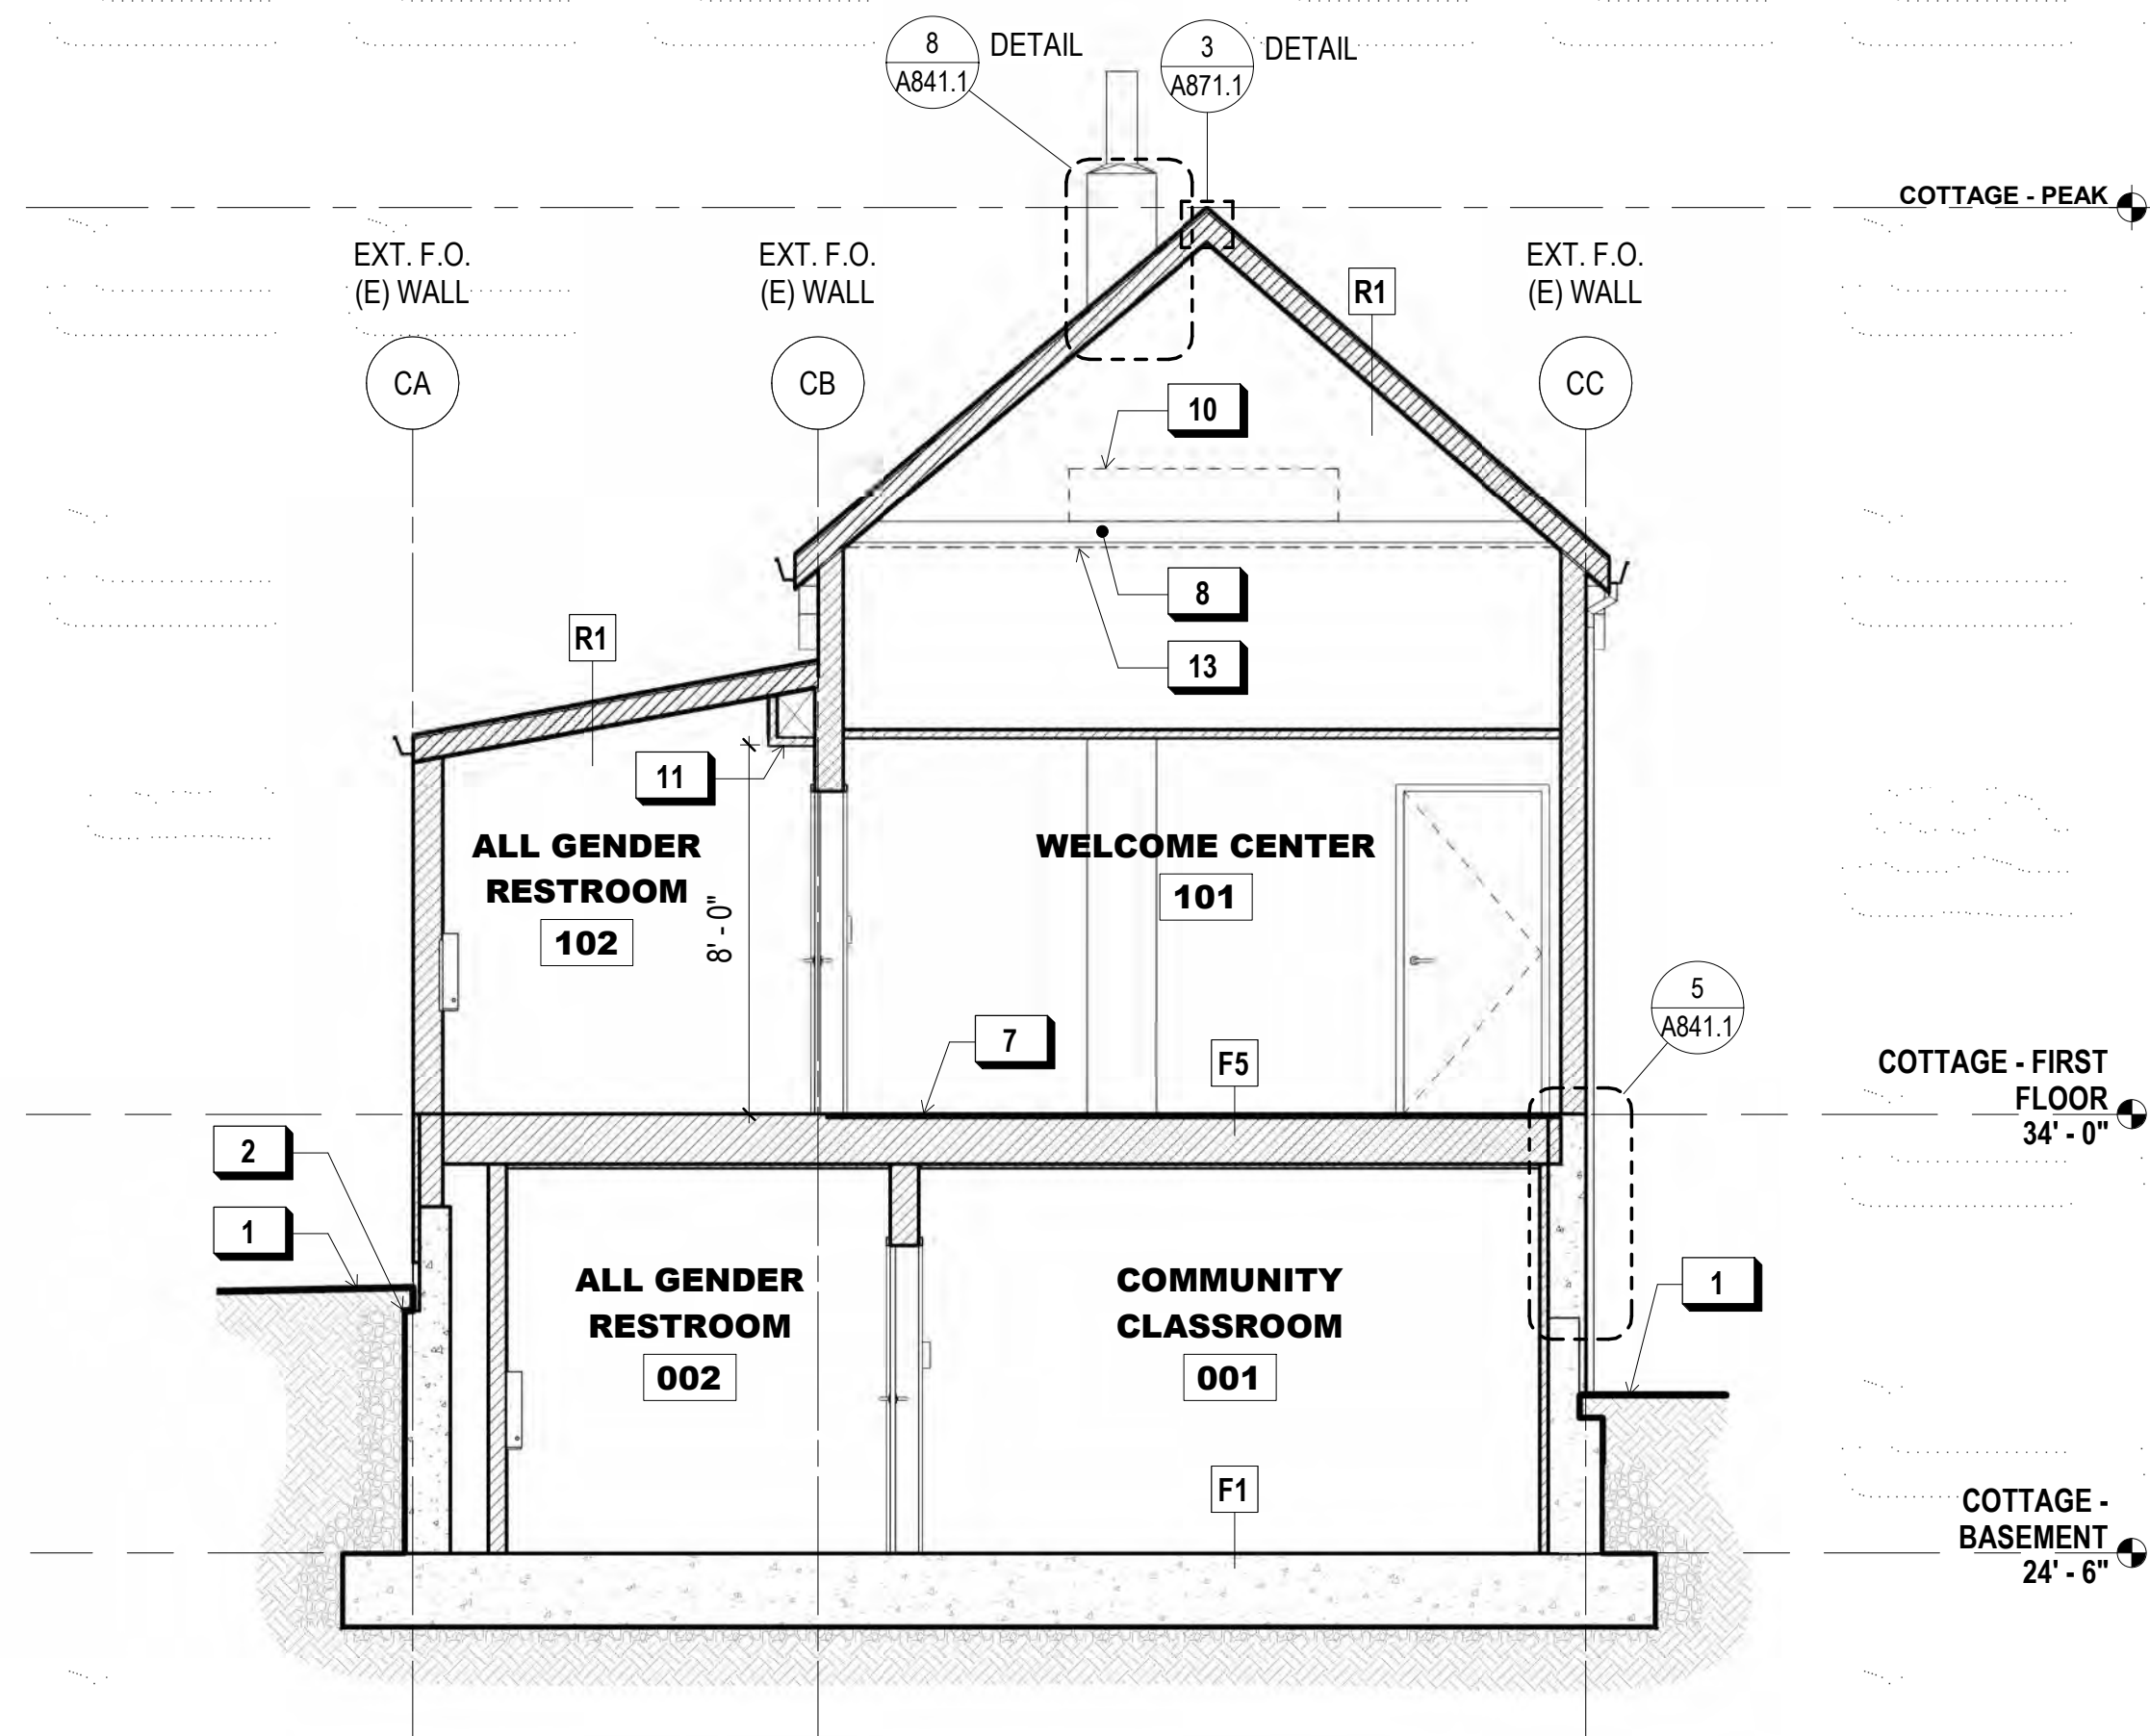 8
A841.1
DETAIL
3
A871.1
DETAIL
COTTAGE - PEAK
EXT. F.O.
(E) WALL
EXT. F.O.
(E) WALL
EXT. F.O.
(E) WALL
R1
CA
CB
CC
10
8
R1
13
11
ALL GENDER
RESTROOM
102
8' - 0"
WELCOME CENTER
101
5
A841.1
7
F5
COTTAGE - FIRST
FLOOR
34' - 0"
2
1
ALL GENDER
RESTROOM
002
COMMUNITY
CLASSROOM
001
1
F1
COTTAGE -
BASEMENT
24' - 6"